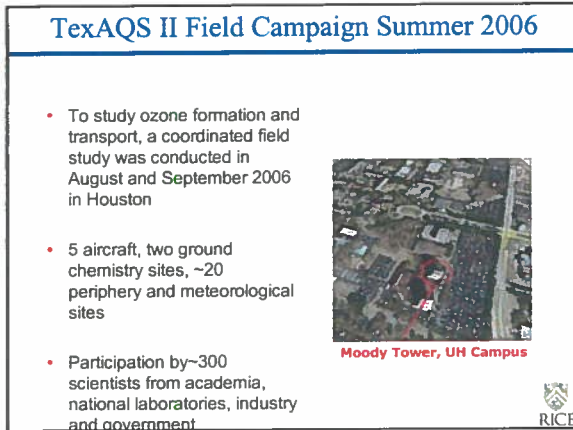 TexAQS II Field Campaign Summer 2006
• To study ozone formation and
transport, a coordinated field
study was conducted in
August and September 2006
in Houston
• 5 aircraft, two ground
chemistry sites, ~20
periphery and meteorological
sites
• Participation by~300
scientists from academia,
national laboratories, industry
and government
Moody Tower, UH Campus
RICE